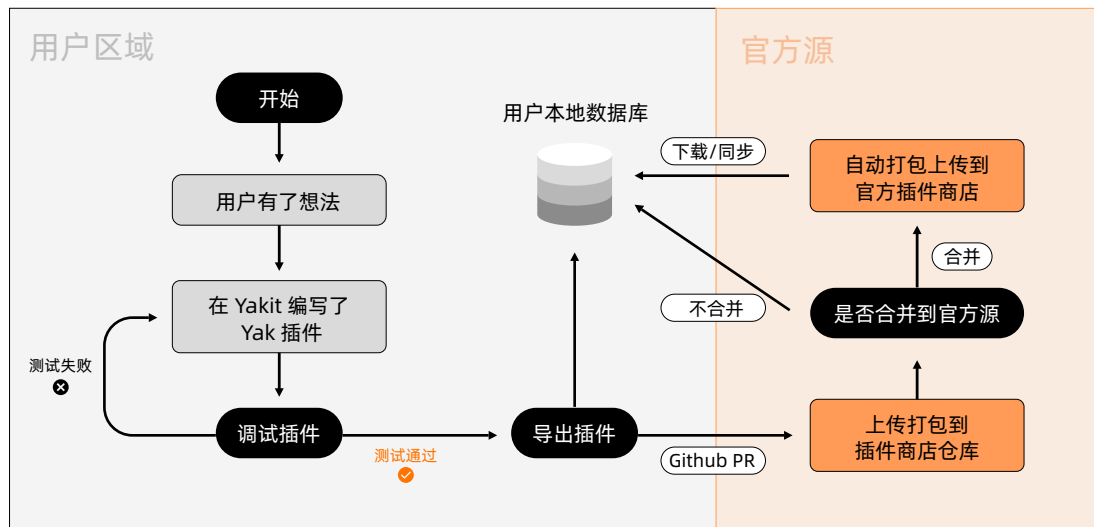 用户区域
官方源
开始
用户本地数据库
下载/同步
自动打包上传到
官方插件商店
用户有了想法
合并
在 Yakit 编写了
Yak 插件
不合并
是否合并到官方源
测试失败
调试插件
测试通过
导出插件
Github PR
上传打包到
插件商店仓库